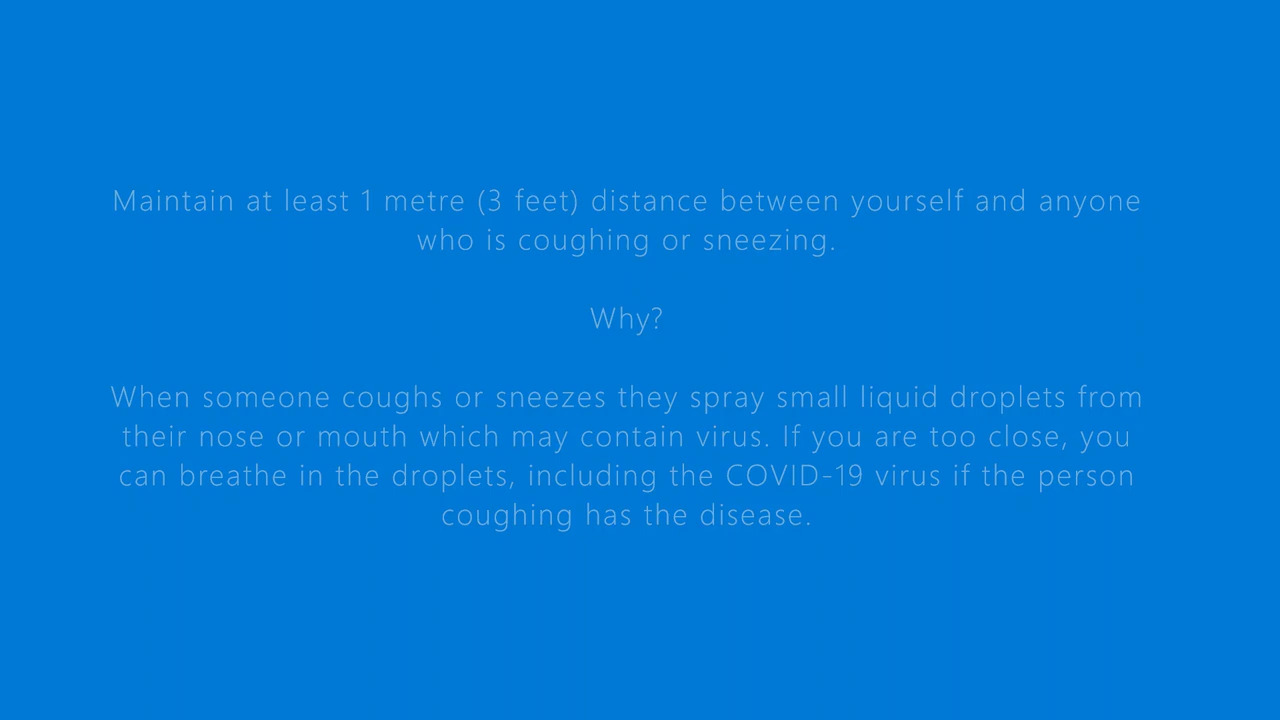 Maintain at least 1 metre (3 feet) distance between yourself and anyone
who is coughing or sneezing.
Why?
When someone coughs or sneezes they spray small liquid droplets from
their nose or mouth which may contain virus. If you are too close, you
can breathe in the droplets, including the COVID-19 virus if the person
coughing has the disease.